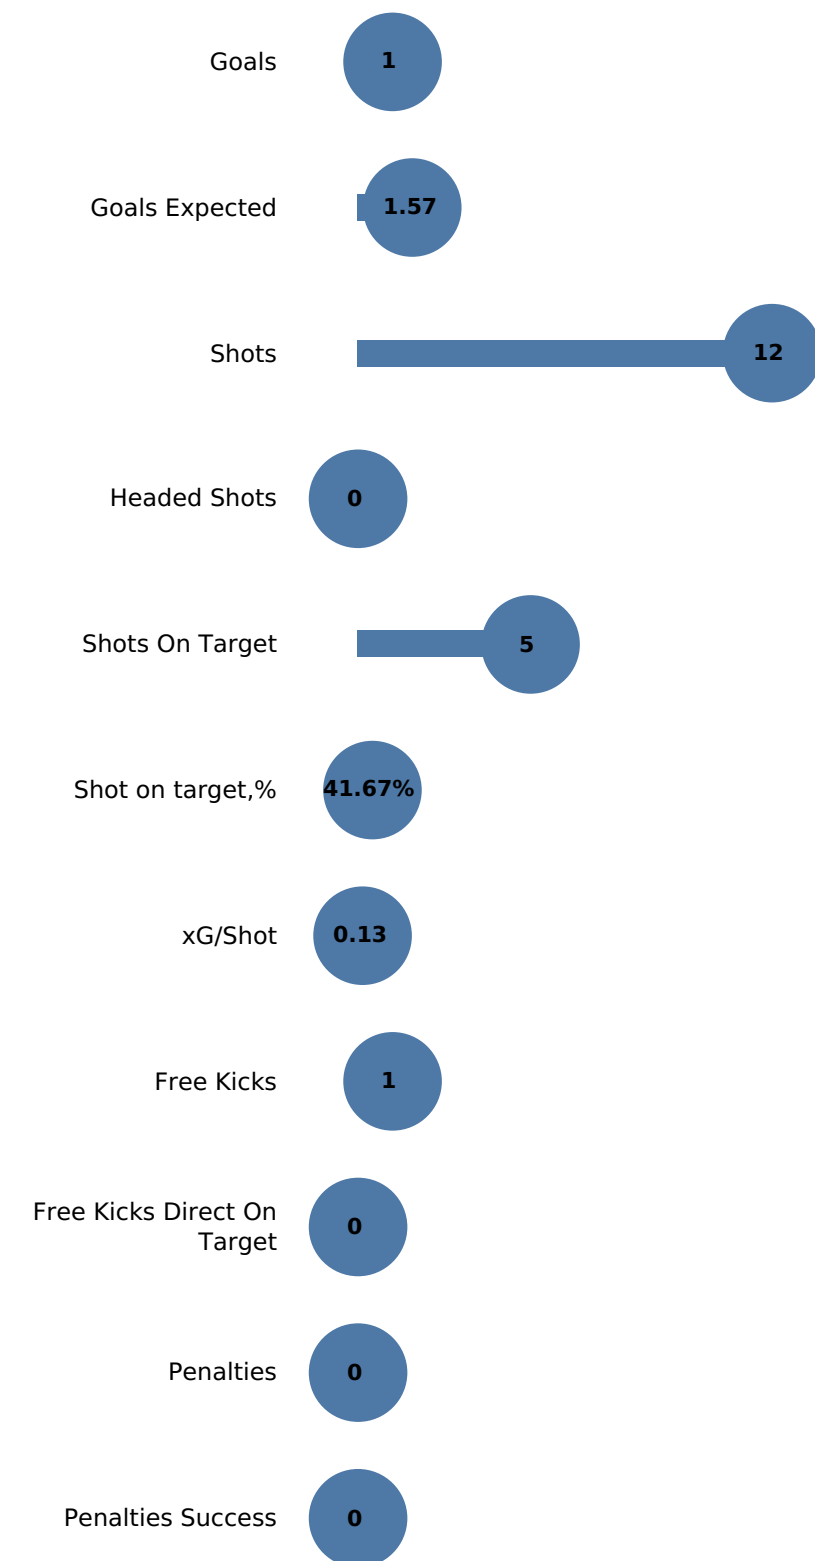 Goals 1
Goals Expected 1.57
Shots 12
Headed Shots 0
Shots On Target 5
Shot on target,% 41.67%
xG/Shot 0.13
Free Kicks 1
Free Kicks Direct On
Target 0
Penalties 0
Penalties Success 0